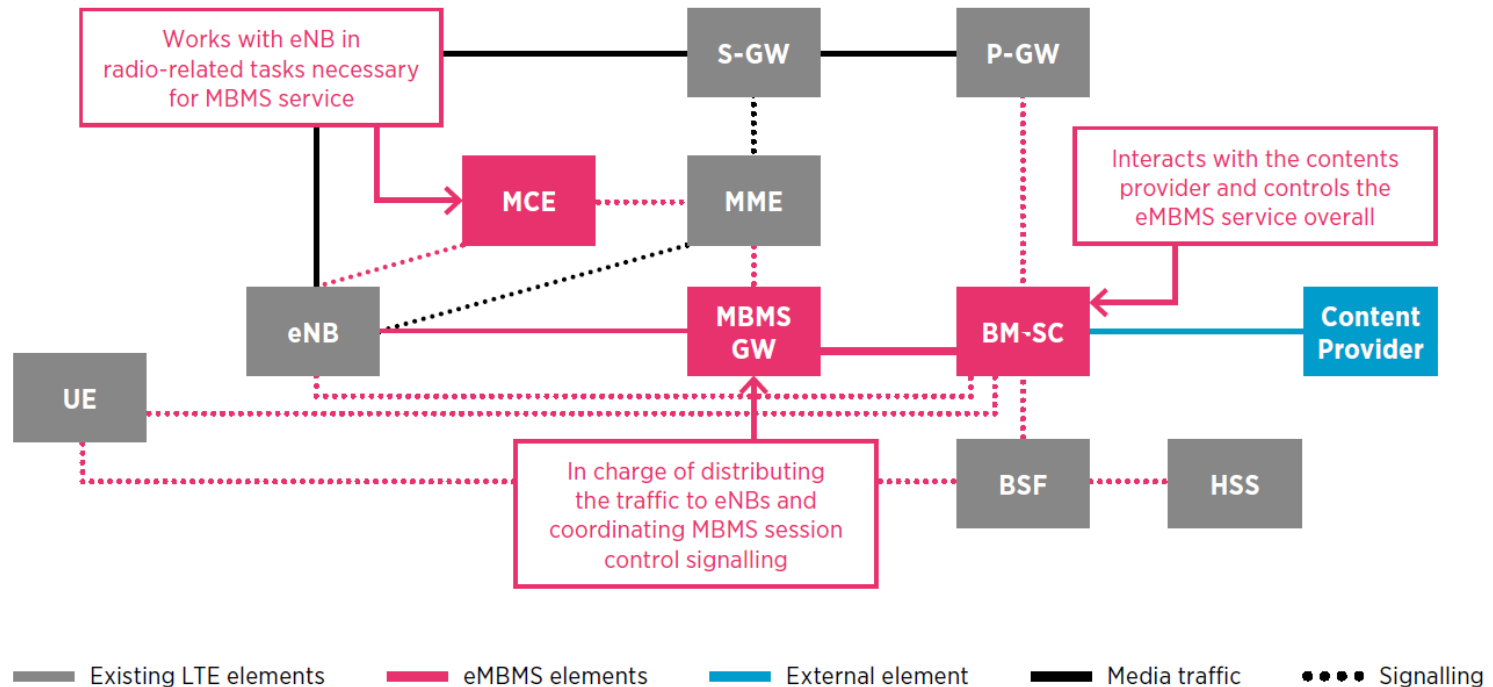 Works with eNB in
radio-related tasks necessary
for MBMS service
S-GW
P-GW
MCE
MME
Interacts with the contents
provider and controls the
eMBMS service overall
eNB
MBMS
GW
BM-SC
Content
Provider
UE
In charge of distributing
the traffic to eNBs and
coordinating MBMS session
control signalling
BSF
HSS
Existing LTE elements
eMBMS elements
External element
Media traffic
Signalling